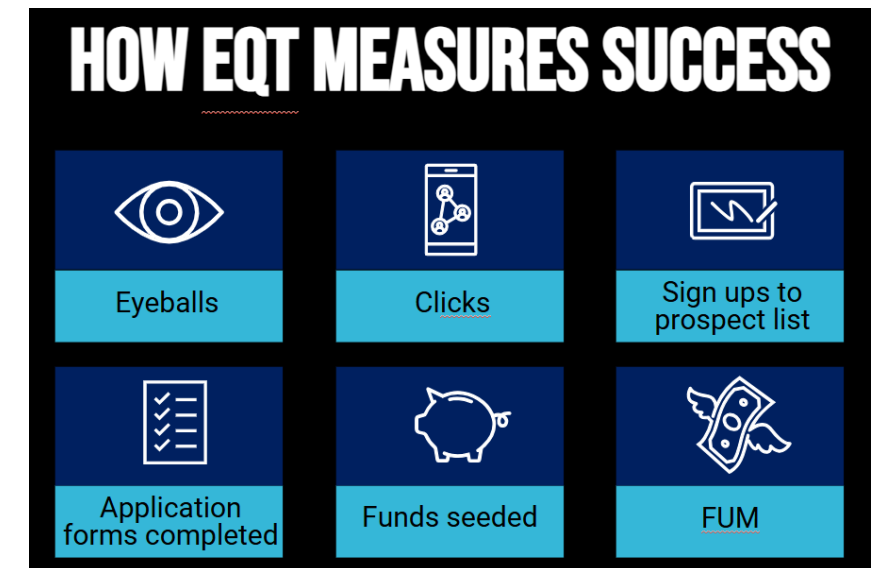 HOW EQT MEASURES SUCCESS
Eyeballs
Clicks
Sign ups to
prospect list
Application
forms completed
Funds seeded
FUM